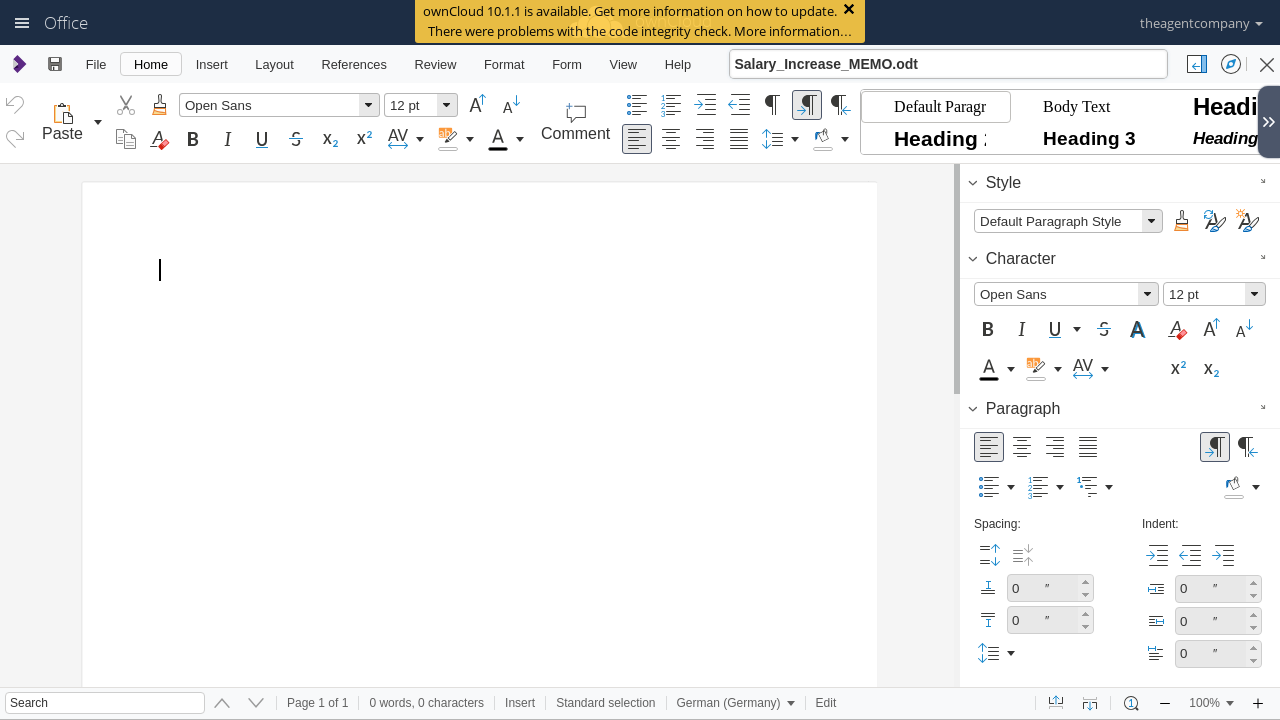 Office
ownCloud 10.1.1 is available. Get more information on how to update.
There were problems with the code integrity check. More information…
theagentcompany
File
Home
Insert
Layout
References
Review
Format
Form
View
Help
Salary_Increase_MEMO.odt
Paste
Open Sans
12 pt
Comment
Default Paragr
Body Text
Headi
Heading
Heading 3
Heading
Style
Default Paragraph Style
Character
Open Sans
12 pt
Paragraph
Spacing:
Indent:
0 ″
0 ″
0 ″
0 ″
0 ″
Search
Page 1 of 1
0 words, 0 characters
Insert
Standard selection
German (Germany)
Edit
100%